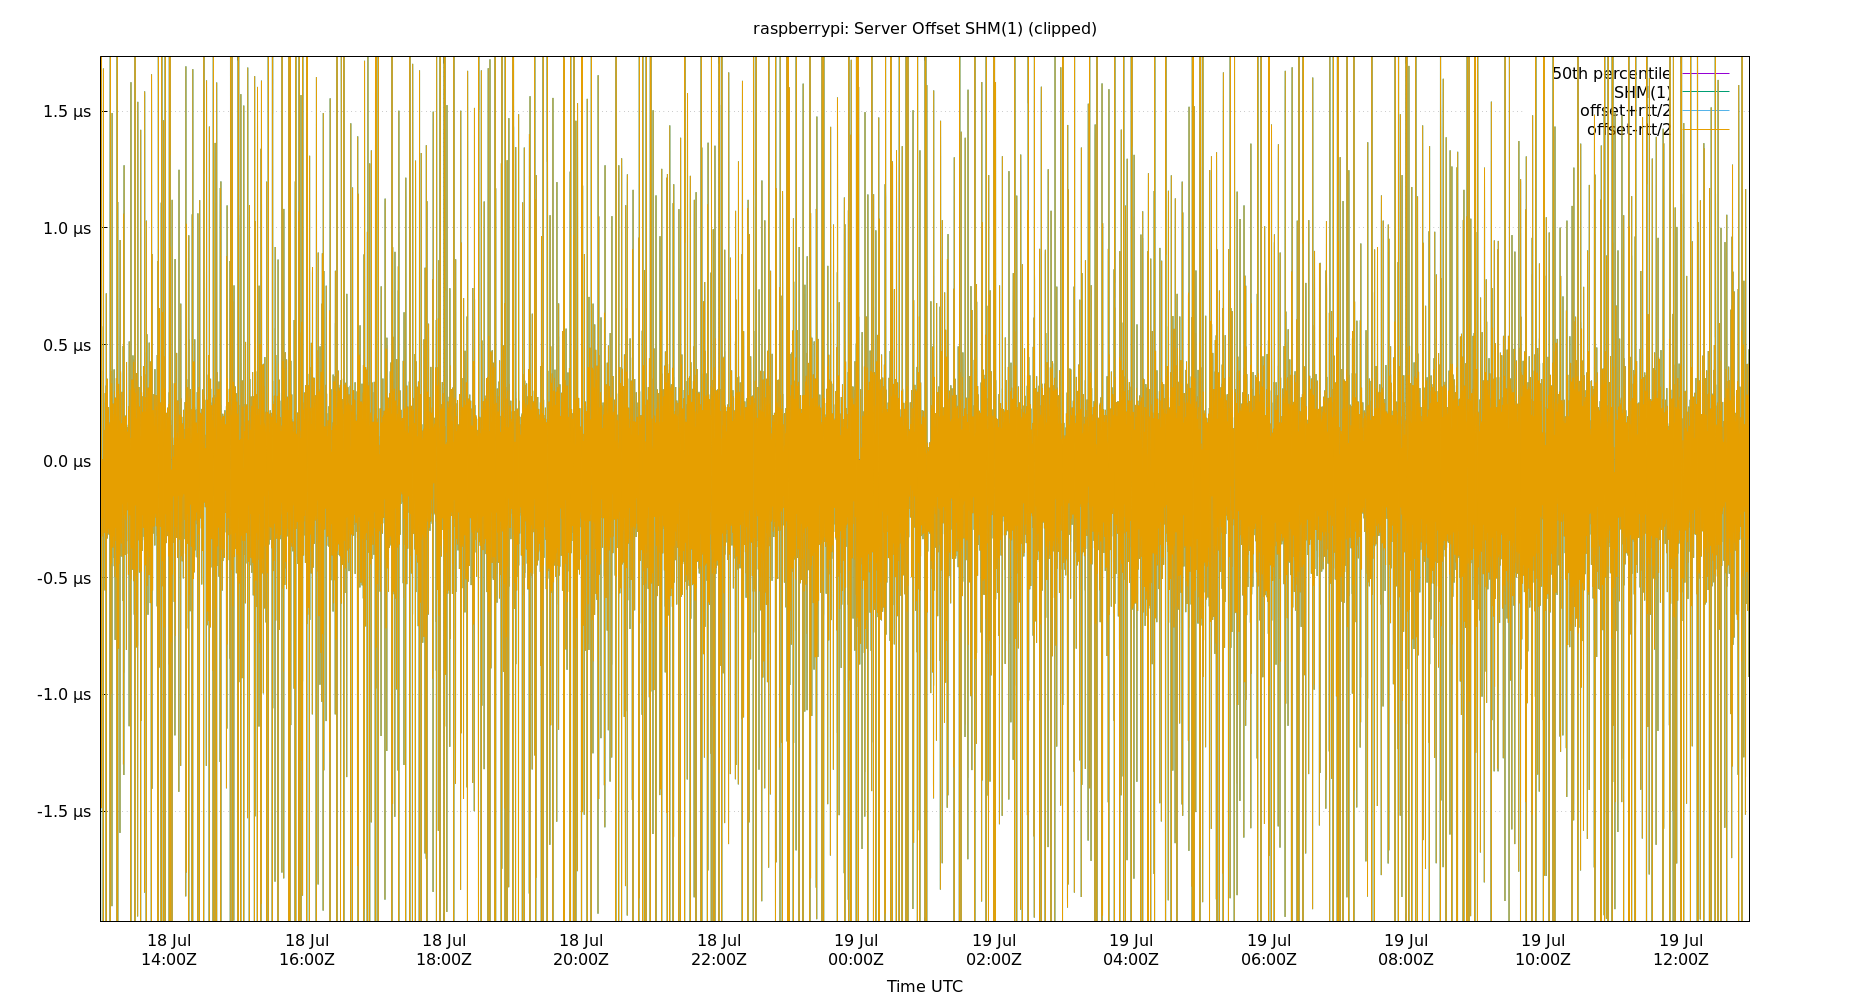 raspberrypi: Server Offset SHM(1) (clipped)
50th percentile
SHM(1)
offset+rtt/2
offset-rtt/2
1.5 µs
1.0 µs
0.5 µs
0.0 µs
-0.5 µs
-1.0 µs
-1.5 µs
18 Jul 18 Jul 18 Jul 18 Jul 18 Jul 19 Jul 19 Jul 19 Jul 19 Jul 19 Jul 19 Jul 19 Jul
14:00Z 16:00Z 18:00Z 20:00Z 22:00Z 00:00Z 02:00Z 04:00Z 06:00Z 08:00Z 10:00Z 12:00Z
Time UTC